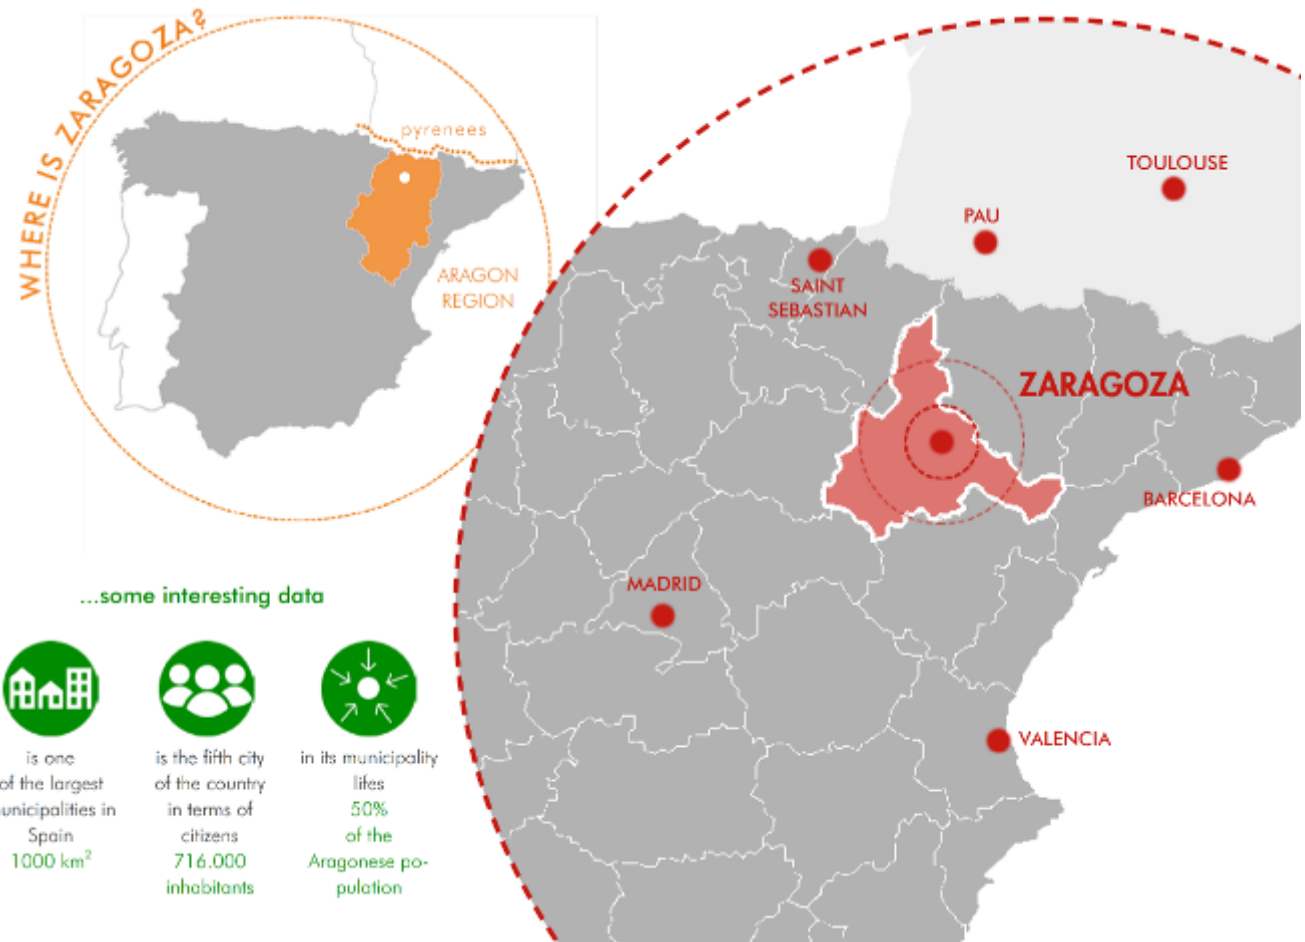 WHERE IS ZARAGOZA?
pyrenees
ARAGON
REGION
TOULOUSE
PAU
SAINT
SEBASTIAN
ZARAGOZA
BARCELONA
MADRID
VALENCIA
...some interesting data
is one
of the largest
unicipalities in
Spain
1000 km²
is the fifth city
of the country
in terms of
citizens
716.000
inhabitants
in its municipality
lifes
50%
of the
Aragonese po-
pulation